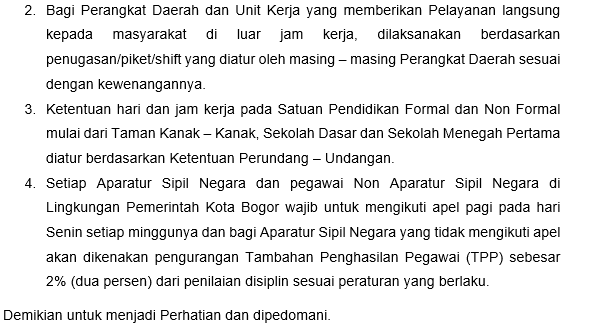 2. Bagi Perangkat Daerah dan Unit Kerja yang memberikan Pelayanan langsung
kepada masyarakat di luar jam kerja, dilaksanakan berdasarkan
penugasan/piket/shift yang diatur oleh masing – masing Perangkat Daerah sesuai
dengan kewenangannya.
3. Ketentuan hari dan jam kerja pada Satuan Pendidikan Formal dan Non Formal
mulai dari Taman Kanak – Kanak, Sekolah Dasar dan Sekolah Menegah Pertama
diatur berdasarkan Ketentuan Perundang – Undangan.
4. Setiap Aparatur Sipil Negara dan pegawai Non Aparatur Sipil Negara di
Lingkungan Pemerintah Kota Bogor wajib untuk mengikuti apel pagi pada hari
Senin setiap minggunya dan bagi Aparatur Sipil Negara yang tidak mengikuti apel
akan dikenakan pengurangan Tambahan Penghasilan Pegawai (TPP) sebesar
2% (dua persen) dari penilaian disiplin sesuai peraturan yang berlaku.
Demikian untuk menjadi Perhatian dan dipedomani.